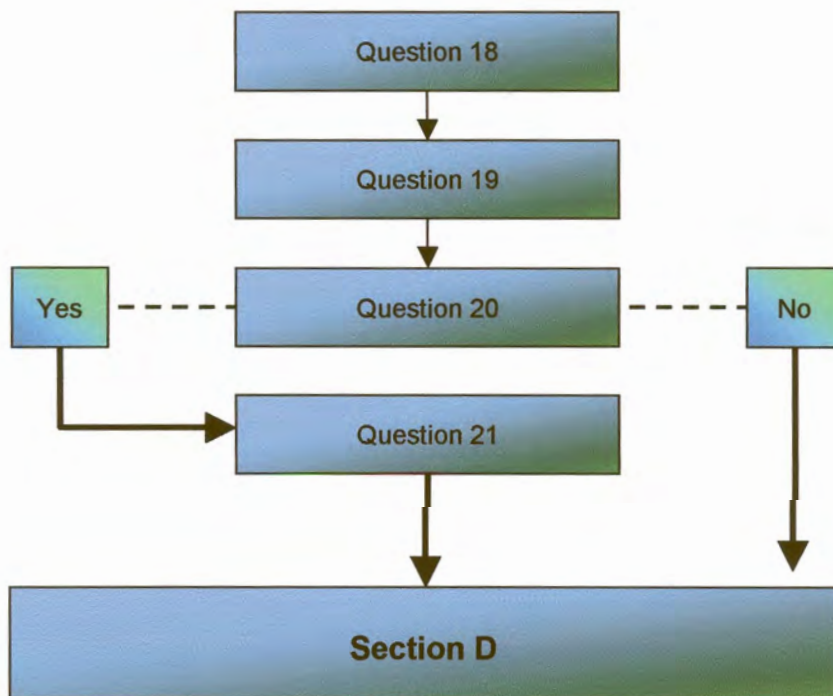 Question 18
Question 19
Yes
Question 20
No
Question 21
Section D